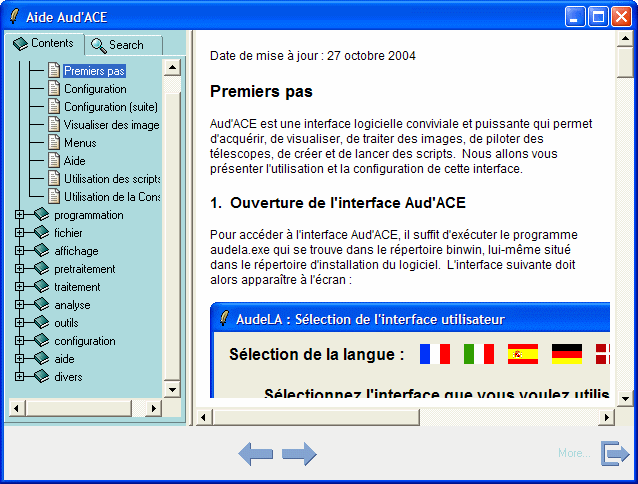 Aide Aud'ACE
Contents
Search
Premiers pas
Configuration
Configuration (suite)
Visualiser des image
Menus
Aide
Utilisation des scripts
Utilisation de la Cons
programmation
fichier
affichage
pretraitement
traitement
analyse
outils
configuration
aide
divers
Date de mise à jour : 27 octobre 2004
Premiers pas
Aud'ACE est une interface logicielle conviviale et puissante qui permet
d'acquérir, de visualiser, de traiter des images, de piloter des
télescopes, de créer et de lancer des scripts.  Nous allons vous
présenter l'utilisation et la configuration de cette interface.
1.  Ouverture de l'interface Aud'ACE
Pour accéder à l'interface Aud'ACE, il suffit d'exécuter le programme
audela.exe qui se trouve dans le répertoire binwin, lui-même situé
dans le répertoire d'installation du logiciel.  L'interface suivante doit
alors apparaître à l'écran :
AudeLA : Sélection de l'interface utilisateur
Sélection de la langue :
Sélectionnez l'interface que vous voulez utilis
More...